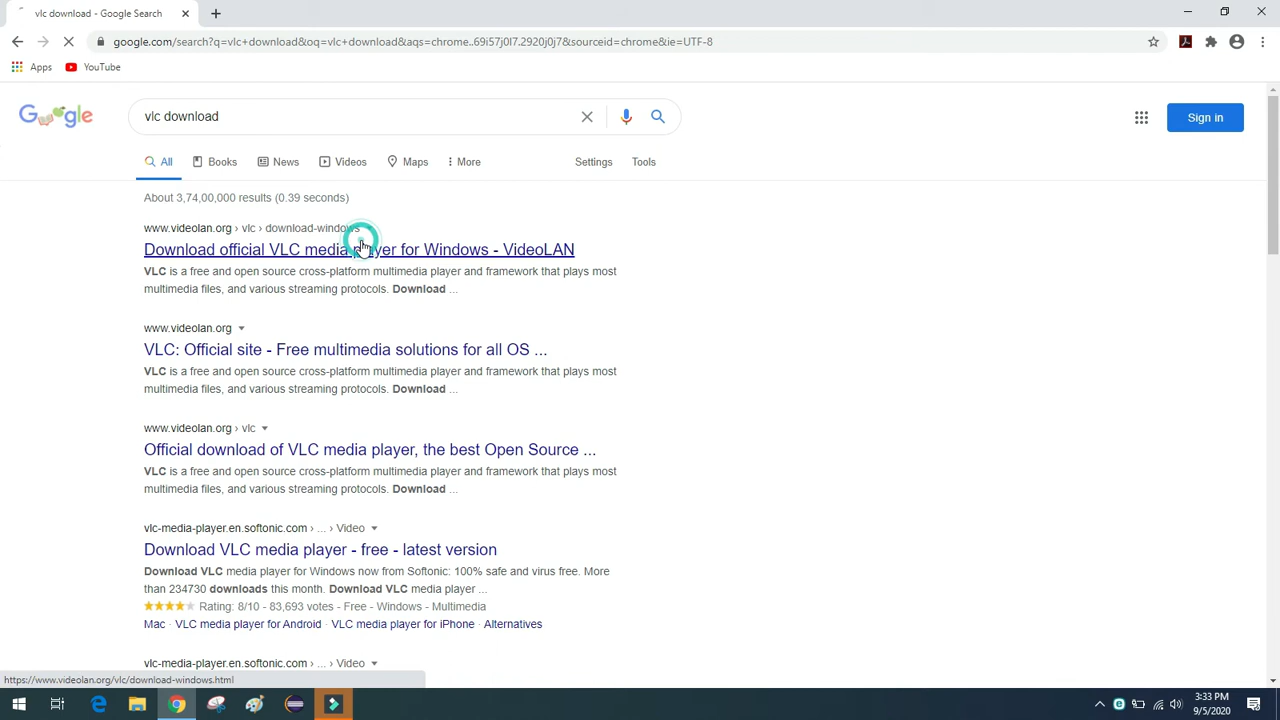 vlc download - Google Search
google.com/search?q=vlc+download&oq=vlc+download&aqs=chrome..69i57j0l7.2920j0j7&sourceid=chrome&ie=UTF-8
Apps YouTube
Google vlc download Sign in
All Books News Videos Maps More Settings Tools
About 3,74,00,000 results (0.39 seconds)
www.videolan.org › vlc › download-windows
Download official VLC media player for Windows - VideoLAN
VLC is a free and open source cross-platform multimedia player and framework that plays most
multimedia files, and various streaming protocols. Download ...
www.videolan.org
VLC: Official site - Free multimedia solutions for all OS ...
VLC is a free and open source cross-platform multimedia player and framework that plays most
multimedia files, and various streaming protocols. Download ...
www.videolan.org › vlc
Official download of VLC media player, the best Open Source ...
VLC is a free and open source cross-platform multimedia player and framework that plays most
multimedia files, and various streaming protocols. Download ...
vlc-media-player.en.softonic.com › ... › Video
Download VLC media player - free - latest version
Download VLC media player for Windows now from Softonic: 100% safe and virus free. More
than 234730 downloads this month. Download VLC media player ...
Rating: 8/10 - 83,693 votes - Free - Windows - Multimedia
Mac · VLC media player for Android · VLC media player for iPhone · Alternatives
vlc-media-player.en.softonic.com › ... › Video
https://www.videolan.org/vlc/download-windows.html
3:33 PM
9/5/2020